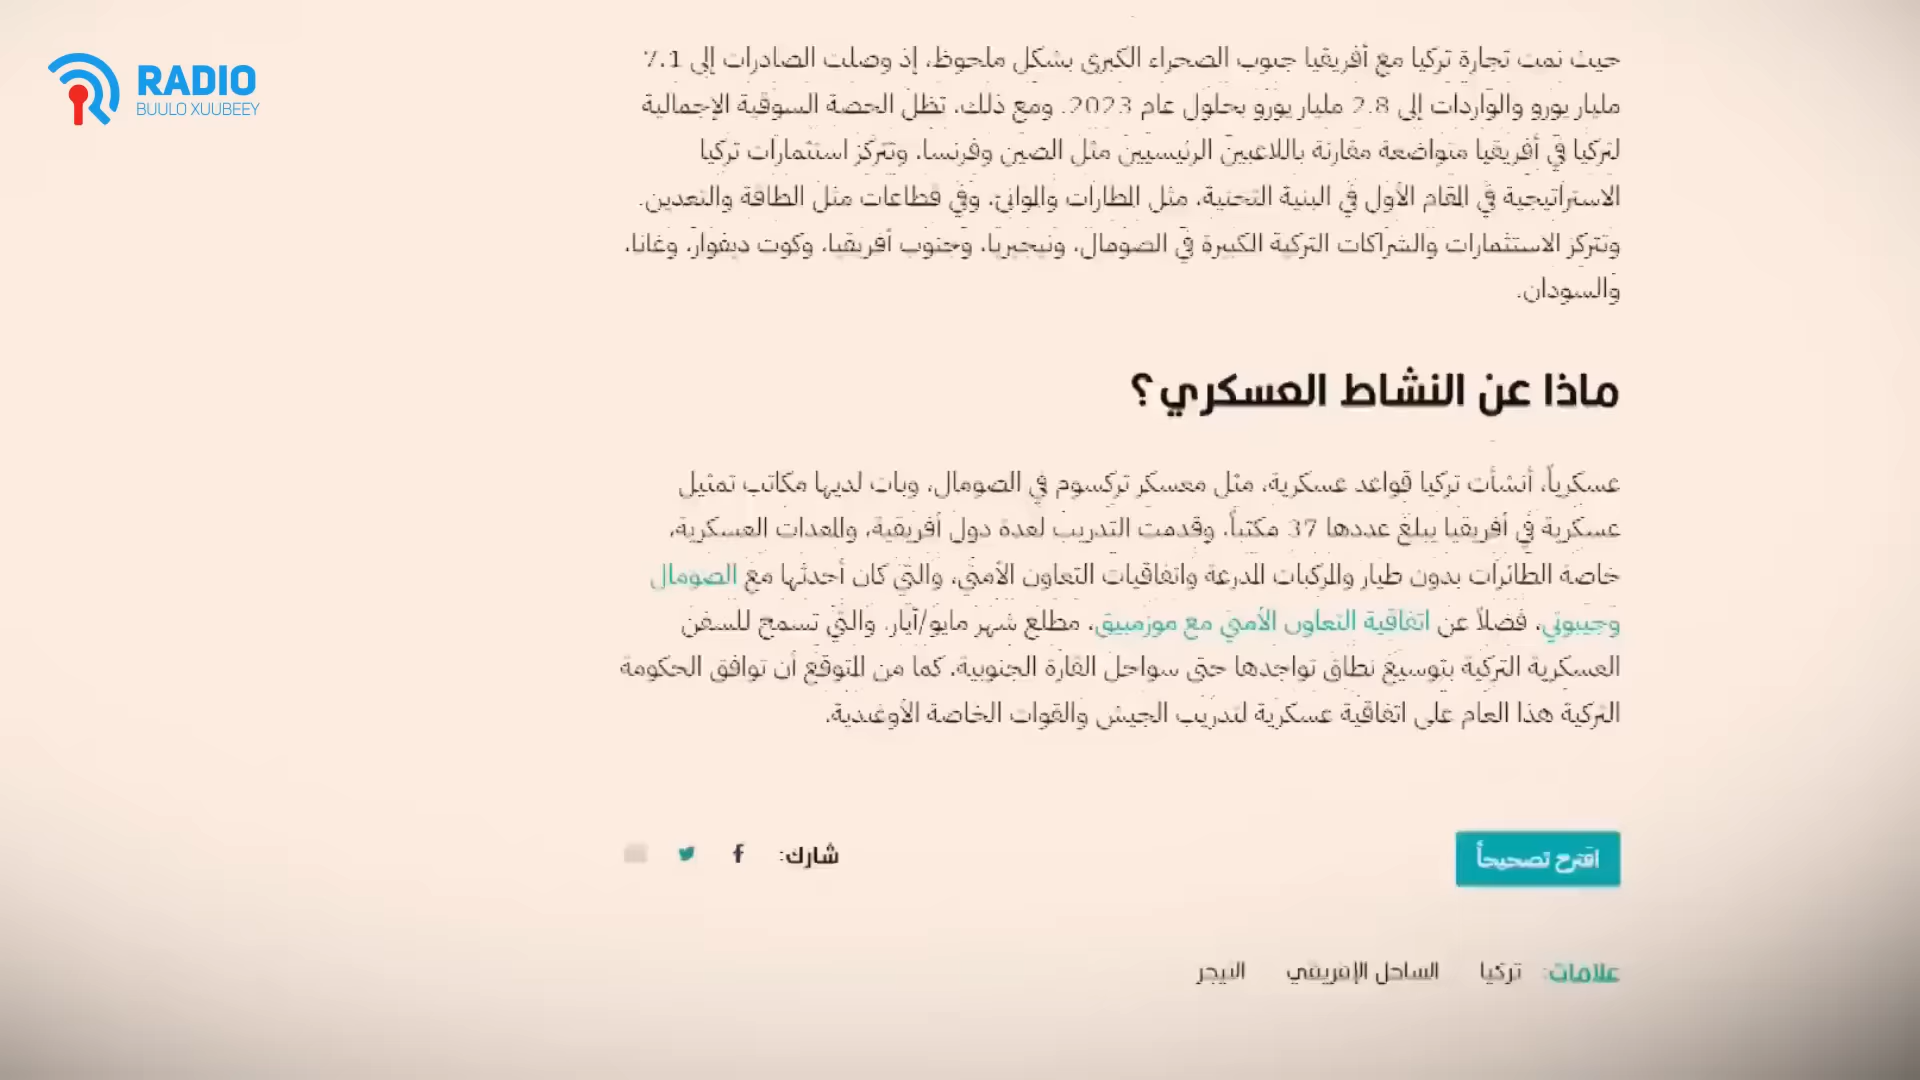 RADIO
BUULO XUUBEEY
حيث نمت تجارة تركيا مع أفريقيا جنوب الصحراء الكبرى بشكل ملحوظ، إذ وصلت الصادرات إلى 7.1
مليار يورو والواردات إلى 2.8 مليار يورو بحلول عام 2023. ومع ذلك، تظل الحصة السوقية الإجمالية
لتركيا في أفريقيا متواضعة مقارنة باللاعبين الرئيسيين مثل الصين وفرنسا، وتتركز استثمارات تركيا
الاستراتيجية في المقام الأول في البنية التحتية، مثل المطارات والموانئ، وفي قطاعات مثل الطاقة والتعدين.
وتتركز الاستثمارات والشراكات التركية الكبيرة في الصومال، ونيجيريا، وجنوب أفريقيا، وكوت ديفوار، وغانا،
والسودان.
ماذا عن النشاط العسكري؟
عسكرياً، أنشأت تركيا قواعد عسكرية، مثل معسكر تركسوم في الصومال، وبات لديها مكاتب تمثيل
عسكرية في أفريقيا يبلغ عددها 37 مكتباً، وقدمت التدريب لعدة دول أفريقية، والمعدات العسكرية،
خاصة الطائرات بدون طيار والمركبات المدرعة واتفاقيات التعاون الأمني، والتي كان أحدثها مع الصومال
وجيبوتي، فضلاً عن اتفاقية التعاون الأمني مع موزمبيق، مطلع شهر مايو/أيار، والتي تسمح للسفن
العسكرية التركية بتوسيع نطاق تواجدها حتى سواحل القارة الجنوبية. كما من المتوقع أن توافق الحكومة
التركية هذا العام على اتفاقية عسكرية لتدريب الجيش والقوات الخاصة الأوغندية.
اقترح تصحيحاً
شارك:
علامات: تركيا الساحل الإفريقي النيجر